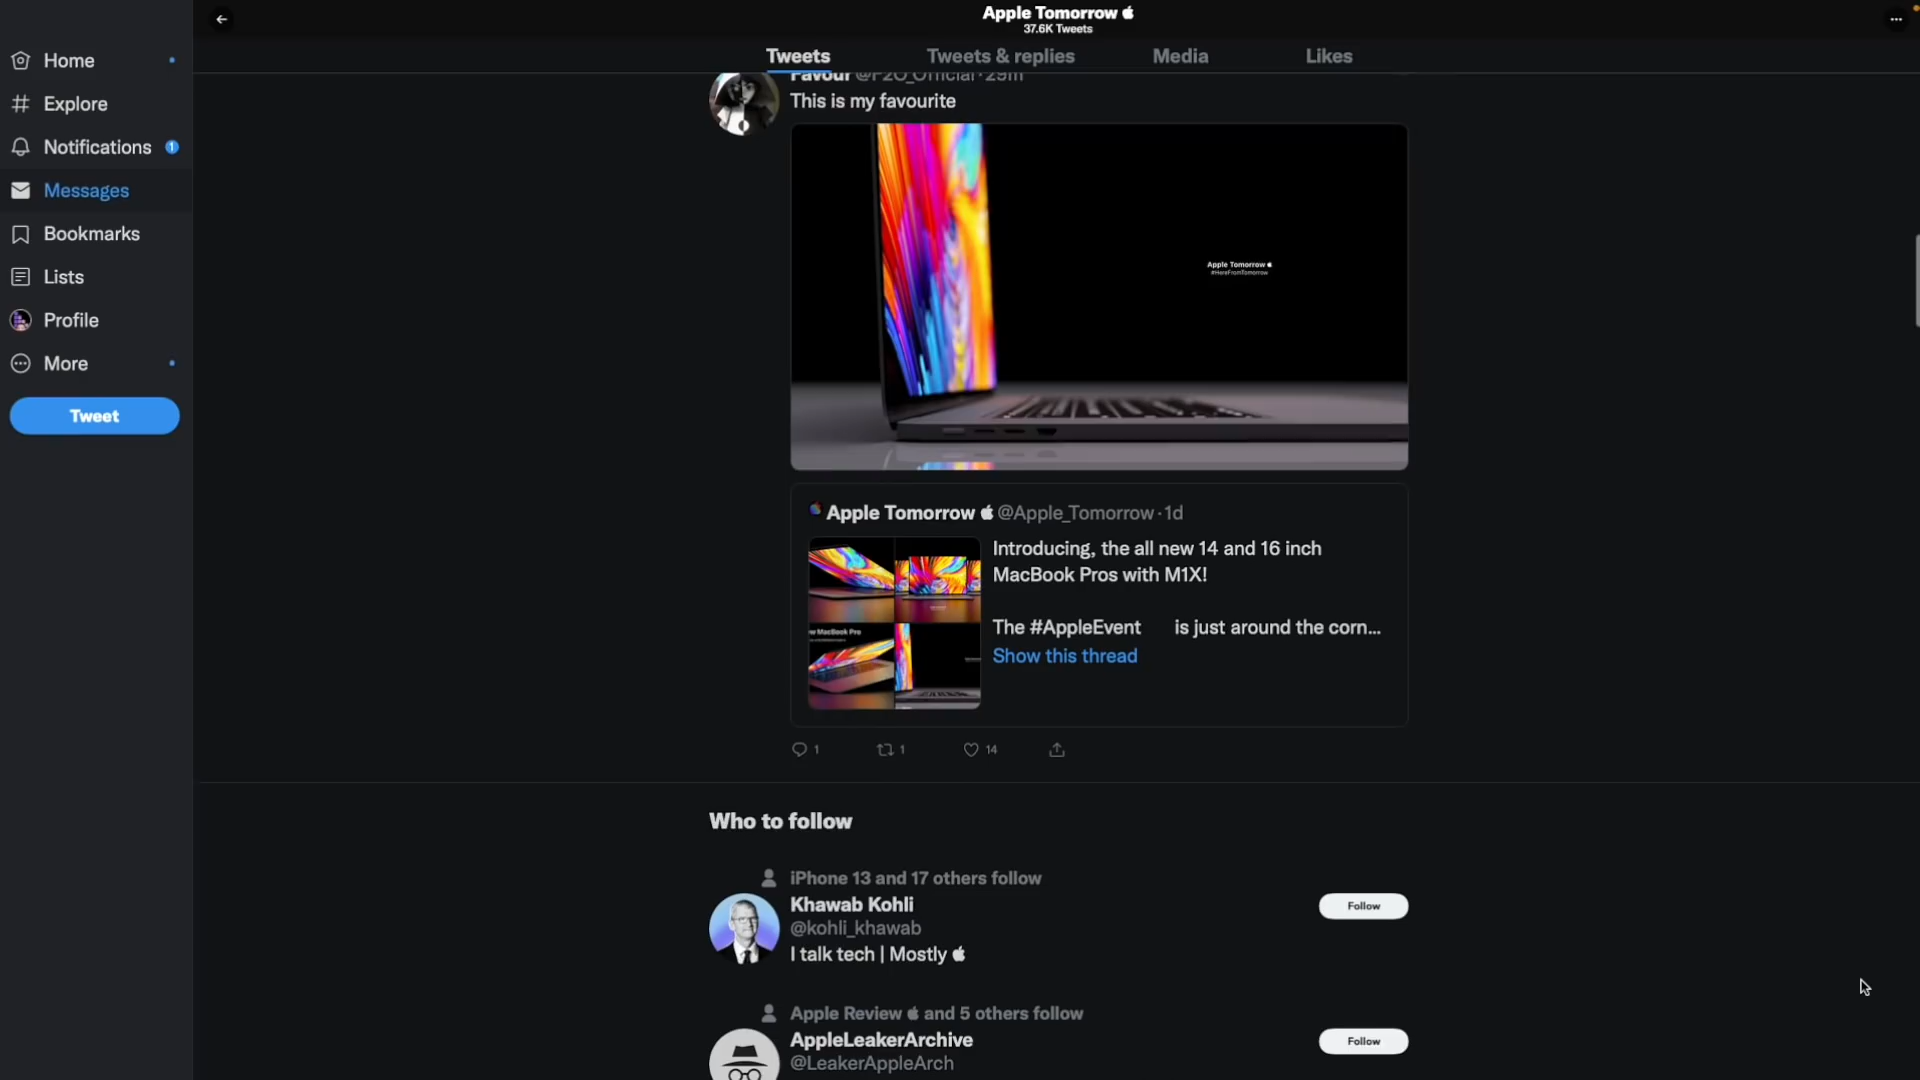 Apple Tomorrow
37.6K Tweets
Home
Explore
Notifications 1
Messages
Bookmarks
Lists
Profile
More
Tweet
Tweets
Tweets & replies
Media
Likes
Favour @F2O_Official · 29m
This is my favourite
Apple Tomorrow
#HereFromTomorrow
Apple Tomorrow @Apple_Tomorrow · 1d
Introducing, the all new 14 and 16 inch
MacBook Pros with M1X!
The #AppleEvent is just around the corn...
Show this thread
w MacBook Pro
1
1
14
Who to follow
iPhone 13 and 17 others follow
Khawab Kohli
@kohli_khawab
I talk tech | Mostly
Follow
Apple Review and 5 others follow
AppleLeakerArchive
@LeakerAppleArch
Follow